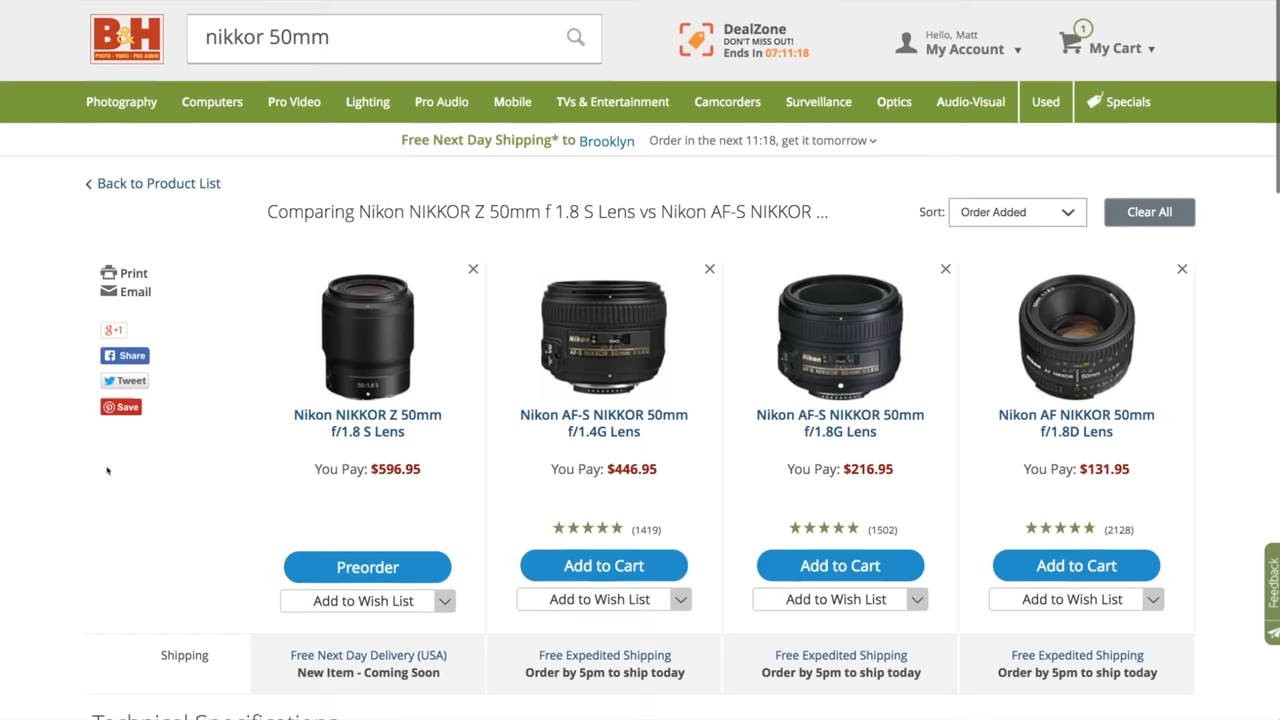 B&H
PHOTO - VIDEO - PRO AUDIO
nikkor 50mm
DealZone
DON'T MISS OUT!
Ends In 07:11:18
Hello, Matt
My Account
1
My Cart
Photography Computers Pro Video Lighting Pro Audio Mobile TVs & Entertainment Camcorders Surveillance Optics Audio-Visual Used Specials
Free Next Day Shipping* to Brooklyn Order in the next 11:18, get it tomorrow
Back to Product List
Comparing Nikon NIKKOR Z 50mm f 1.8 S Lens vs Nikon AF-S NIKKOR ...
Sort: Order Added
Clear All
Print
Email
g+1
Share
Tweet
Save
50/1.8 S
Nikon NIKKOR Z 50mm
f/1.8 S Lens
You Pay: $596.95
Preorder
Add to Wish List
Nikon
Nikon AF-S NIKKOR 50mm
f/1.4G Lens
You Pay: $446.95
(1419)
Add to Cart
Add to Wish List
Nikon
Nikon AF-S NIKKOR 50mm
f/1.8G Lens
You Pay: $216.95
(1502)
Add to Cart
Add to Wish List
Nikon AF NIKKOR 50mm
f/1.8D Lens
You Pay: $131.95
(2128)
Add to Cart
Add to Wish List
Feedback
Shipping
Free Next Day Delivery (USA)
New Item - Coming Soon
Free Expedited Shipping
Order by 5pm to ship today
Free Expedited Shipping
Order by 5pm to ship today
Free Expedited Shipping
Order by 5pm to ship today
Technical Specifications